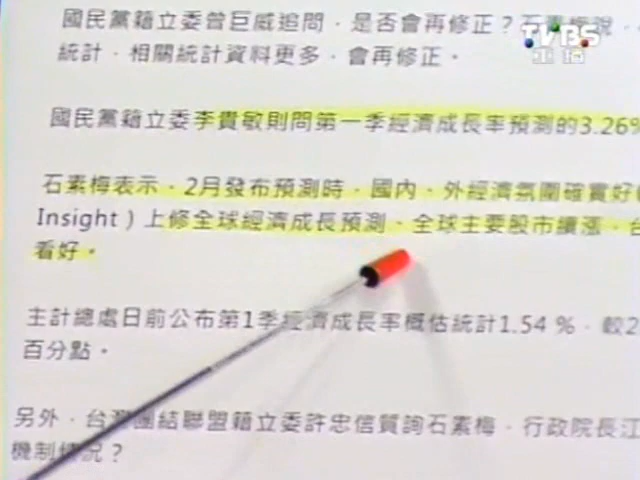 國民黨籍立委曾巨威追問，是否會再修正？石素梅說，
TVBS
重播
統計，相關統計資料更多，會再修正。
國民黨籍立委李貴敏則問第一季經濟成長率預測的3.26%
石素梅表示，2月發布預測時，國內、外經濟氛圍確實好
Insight）上修全球經濟成長預測、全球主要股市續漲，台
看好。
主計總處日前公布第1季經濟成長率概估統計1.54 %，較2
百分點。
另外，台灣團結聯盟籍立委許忠信質詢石素梅，行政院長江
機制情況？